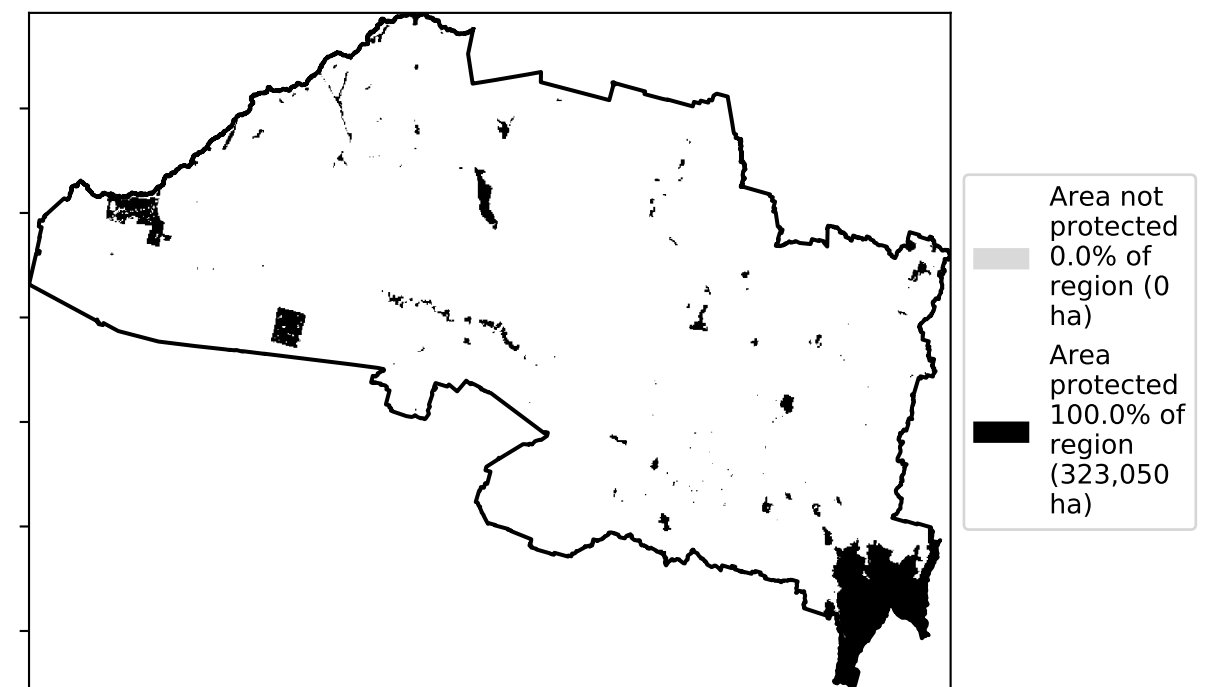 Area not
protected
0.0% of
region (0
ha)
Area
protected
100.0% of
region
(323,050
ha)